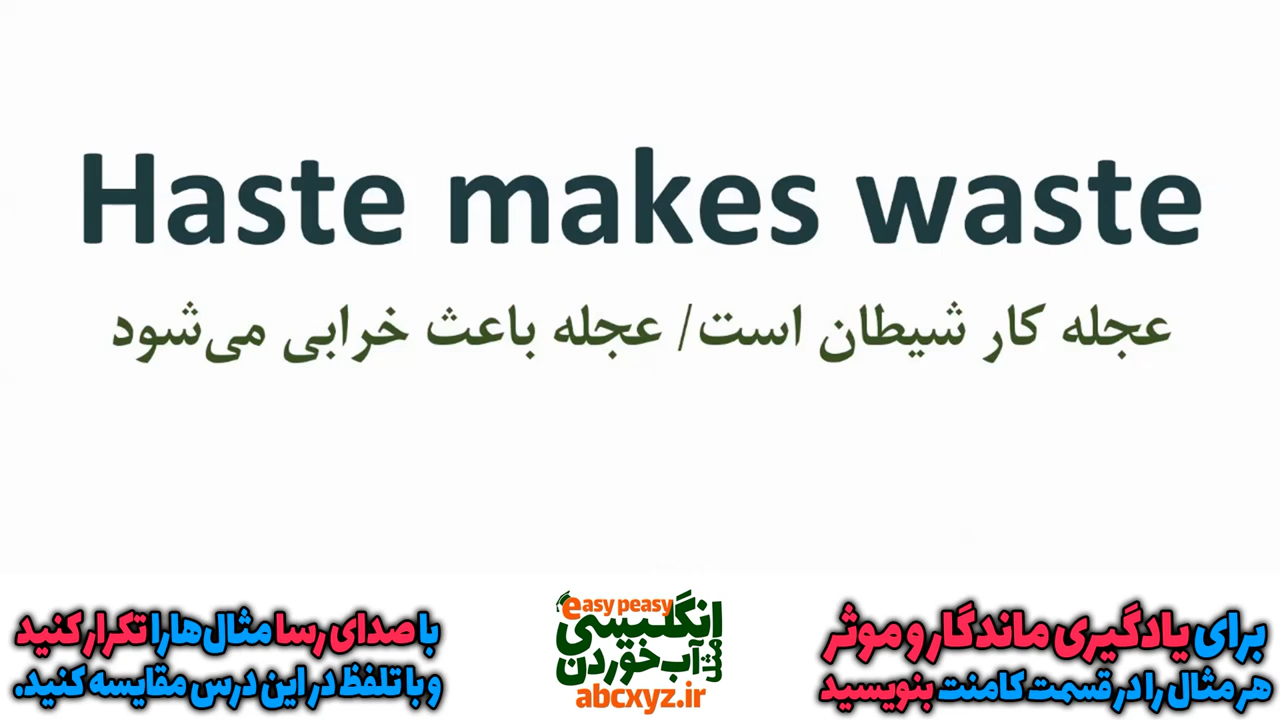 Haste makes waste
عجله کار شیطان است/ عجله باعث خرابی می‌شود
برای یادگیری ماندگار و موثر
هر مثال را در قسمت کامنت بنویسید
easy peasy
انگلیسی
مثل آب خوردن
abcxyz.ir
با صدای رسا مثال‌ها را تکرار کنید
و با تلفظ در این درس مقایسه کنید.